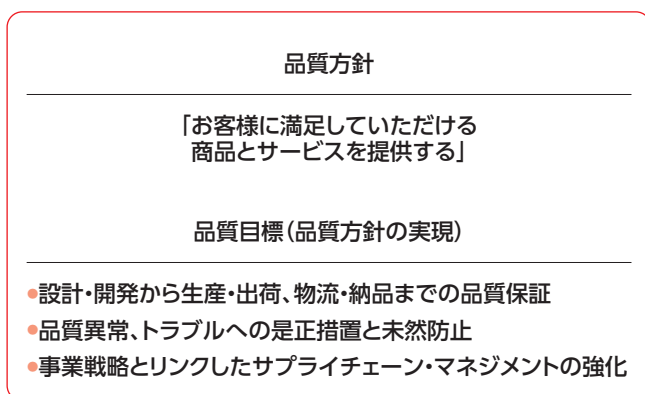 品質方針
「お客様に満足していただける
商品とサービスを提供する」
品質目標(品質方針の実現)
●設計・開発から生産・出荷、物流・納品までの品質保証
●品質異常、トラブルへの是正措置と未然防止
●事業戦略とリンクしたサプライチェーン・マネジメントの強化